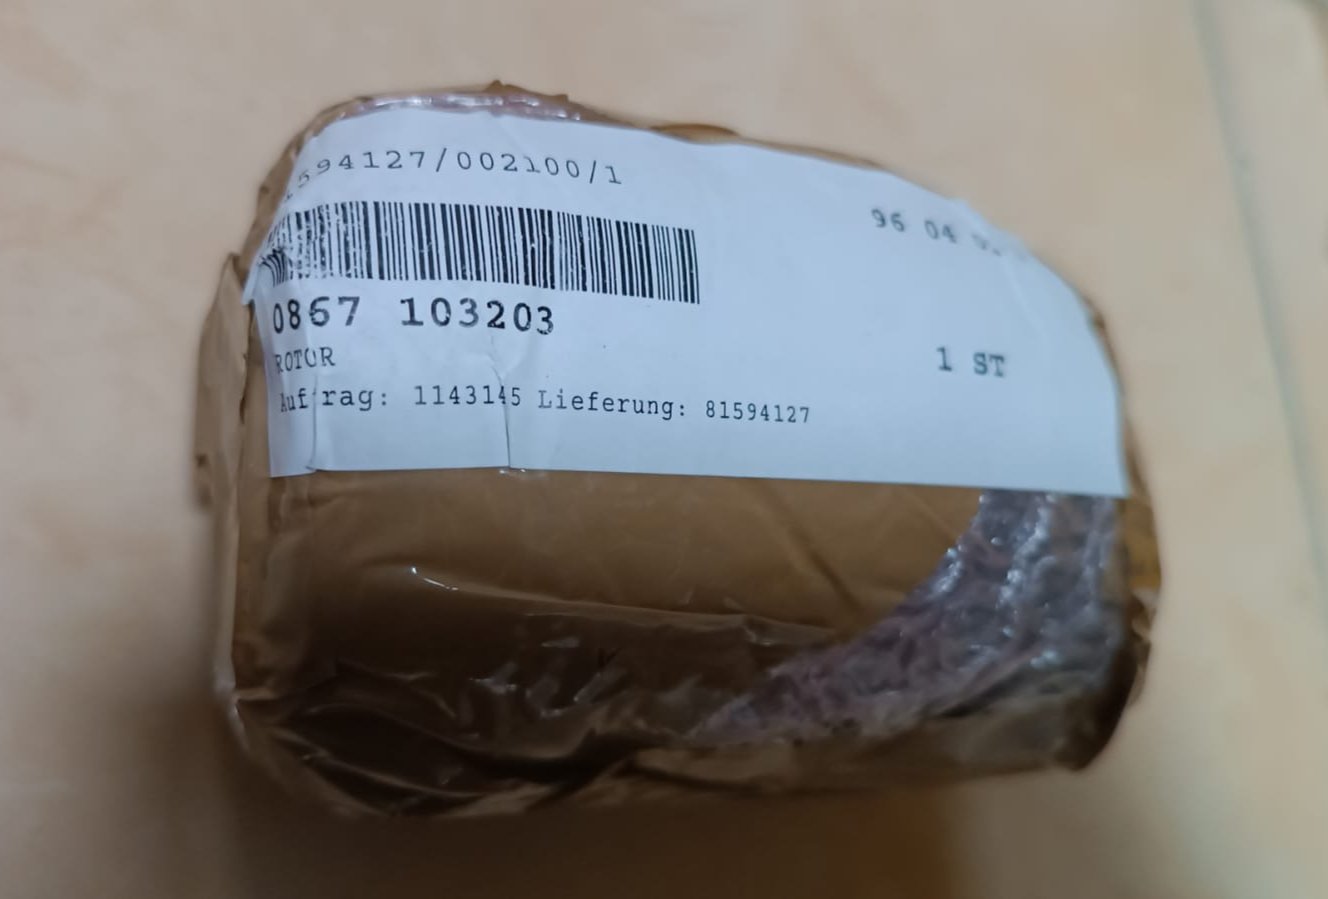 594127/002100/1
96 04
0867 103203
ROTOR
1 ST
Auftrag: 1143145 Lieferung: 81594127